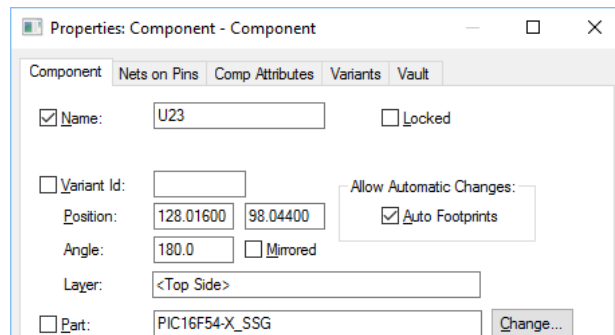 Properties: Component - Component
Component Nets on Pins Comp Attributes Variants Vault
Name: U23 Locked
Variant Id: Allow Automatic Changes:
Position: 128.01600 98.04400 Auto Footprints
Angle: 180.0 Mirrored
Layer: <Top Side>
Part: PIC16F54-X_SSG Change...